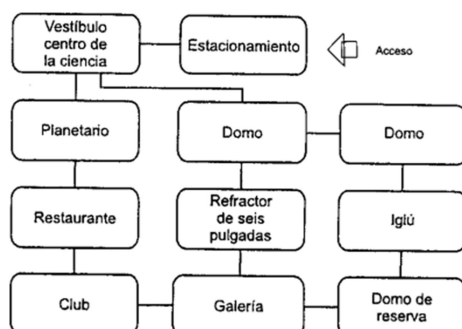 Vestíbulo
centro de
la ciencia
Estacionamiento
Acceso
Planetario
Domo
Domo
Restaurante
Refractor
de seis
pulgadas
Iglú
Club
Galería
Domo de
reserva